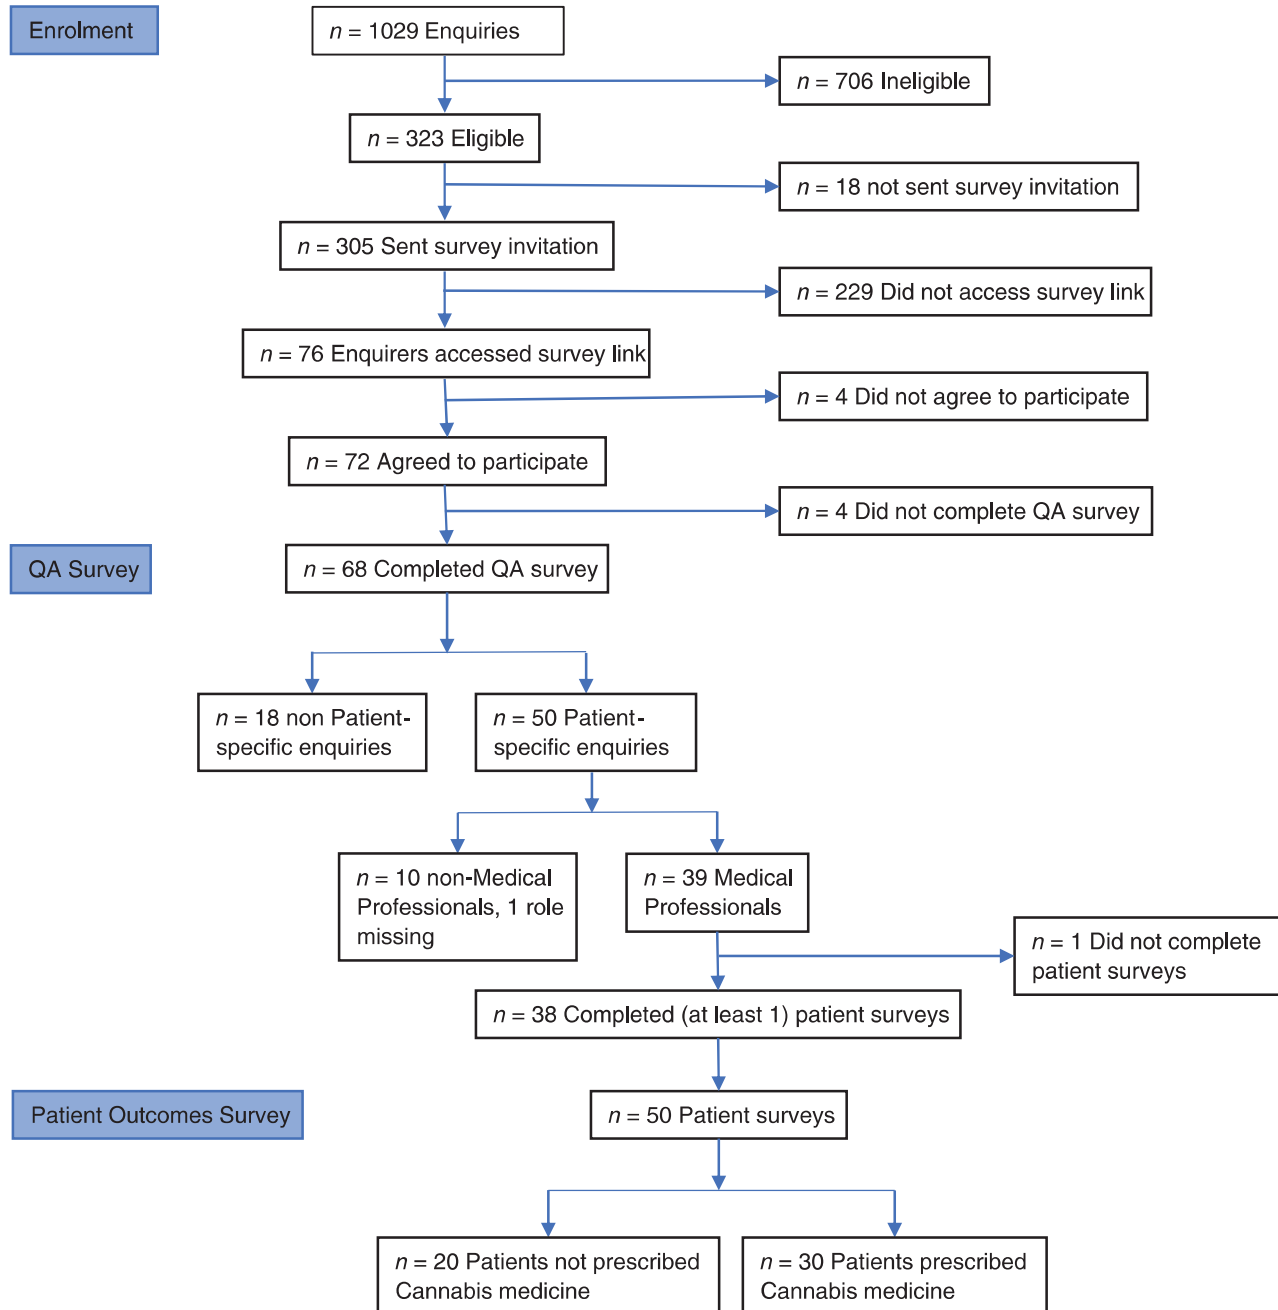 Enrolment
n = 1029 Enquiries
n = 706 Ineligible
n = 323 Eligible
n = 18 not sent survey invitation
n = 305 Sent survey invitation
n = 229 Did not access survey link
n = 76 Enquirers accessed survey link
n = 4 Did not agree to participate
n = 72 Agreed to participate
n = 4 Did not complete QA survey
QA Survey
n = 68 Completed QA survey
n = 18 non Patient-
specific enquiries
n = 50 Patient-
specific enquiries
n = 10 non-Medical
Professionals, 1 role
missing
n = 39 Medical
Professionals
n = 1 Did not complete
patient surveys
n = 38 Completed (at least 1) patient surveys
Patient Outcomes Survey
n = 50 Patient surveys
n = 20 Patients not prescribed
Cannabis medicine
n = 30 Patients prescribed
Cannabis medicine